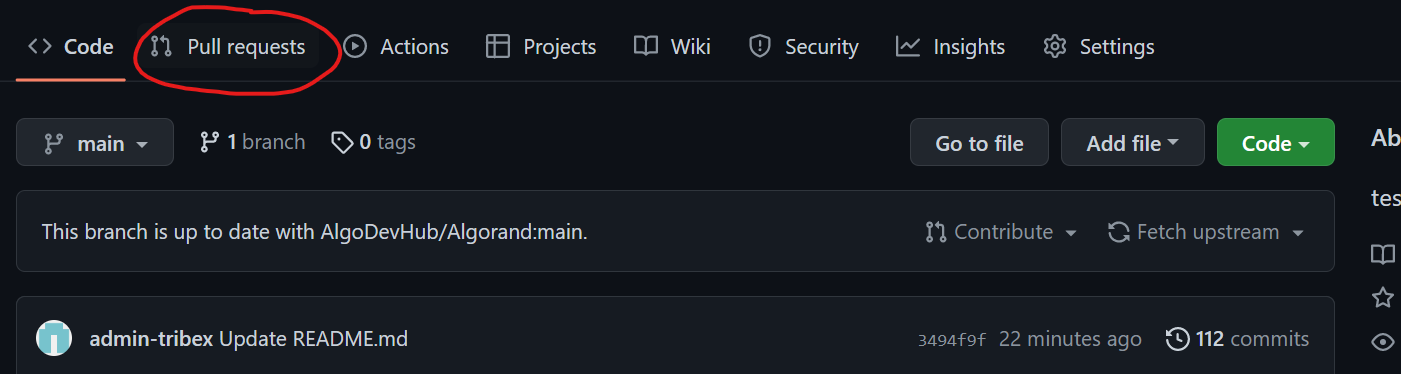 Code Pull requests Actions Projects Wiki Security Insights Settings
main 1 branch 0 tags Go to file Add file Code Ab
tes
This branch is up to date with AlgoDevHub/Algorand:main. Contribute Fetch upstream
admin-tribex Update README.md 3494f9f 22 minutes ago 112 commits